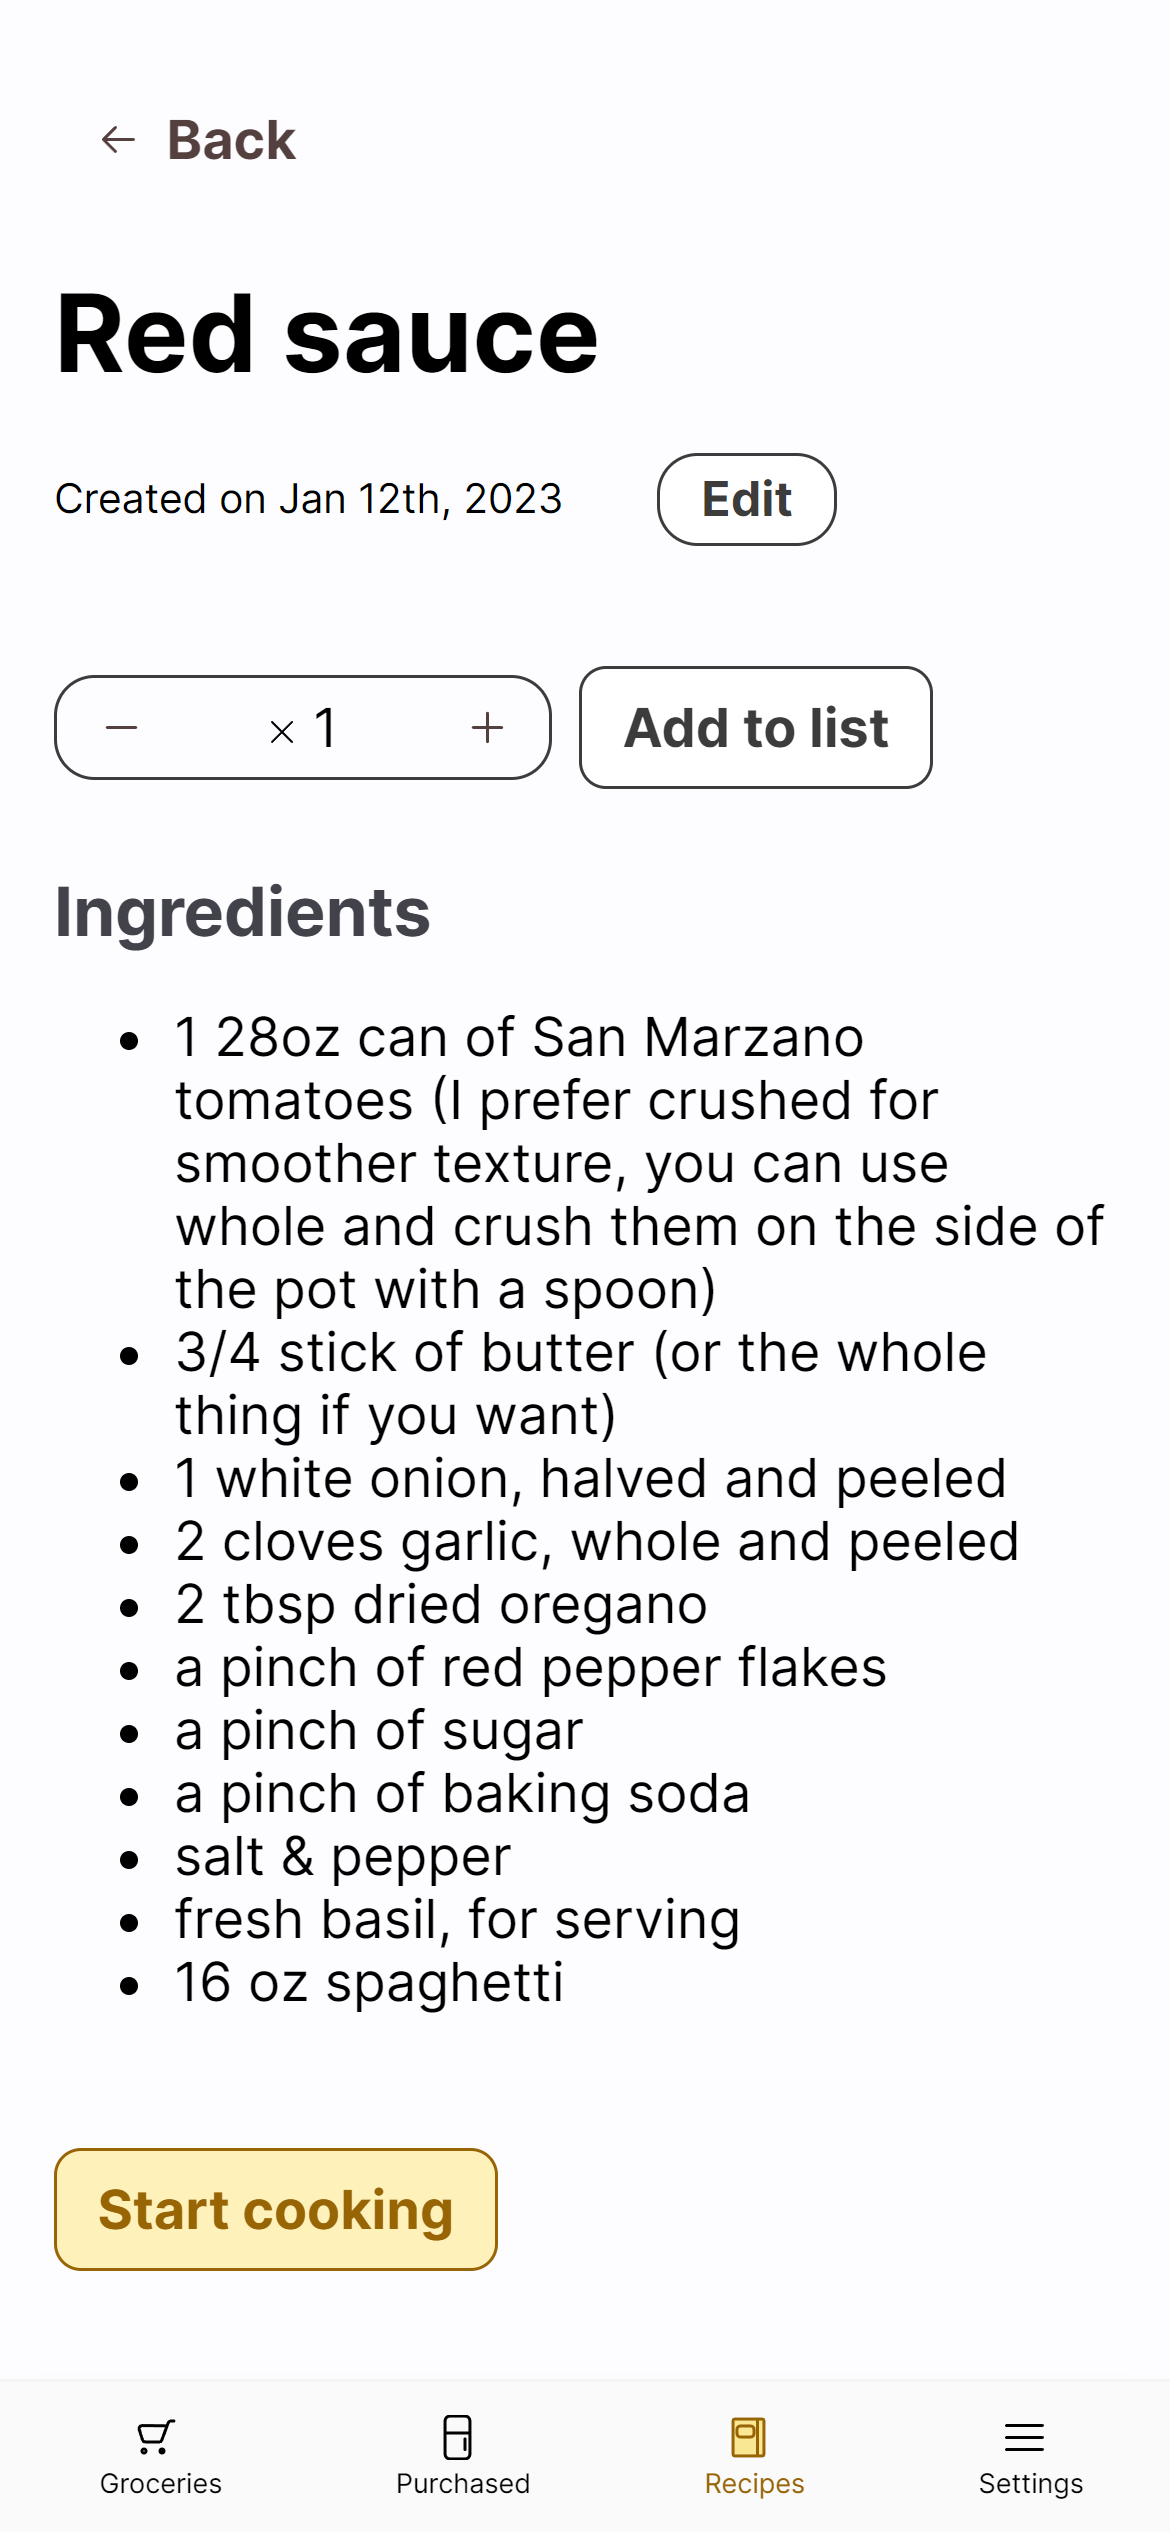 ← Back
Red sauce
Created on Jan 12th, 2023
Edit
− × 1 +
Add to list
Ingredients
• 1 28oz can of San Marzano
tomatoes (I prefer crushed for
smoother texture, you can use
whole and crush them on the side of
the pot with a spoon)
• 3/4 stick of butter (or the whole
thing if you want)
• 1 white onion, halved and peeled
• 2 cloves garlic, whole and peeled
• 2 tbsp dried oregano
• a pinch of red pepper flakes
• a pinch of sugar
• a pinch of baking soda
• salt & pepper
• fresh basil, for serving
• 16 oz spaghetti
Start cooking
Groceries
Purchased
Recipes
Settings